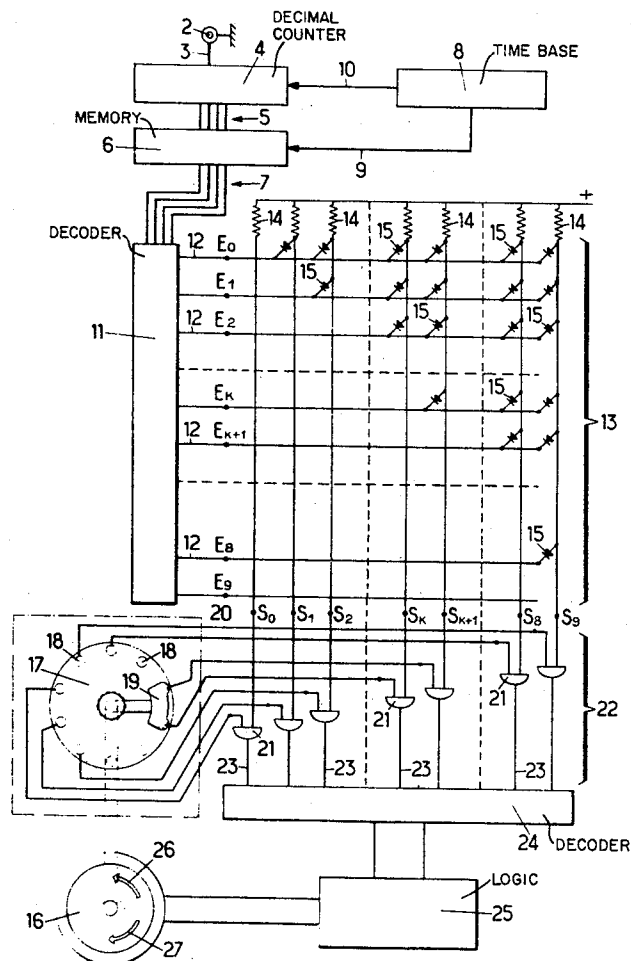 2
3
DECIMAL
COUNTER
4
10
8
TIME BASE
5
MEMORY
6
9
7
+
14 14 14 14
DECODER
12 E0 15 15
E1 15
12 E2 15
11
EK 15
12 EK+1
13
12 E8 15
E9
20 S0 S1 S2 SK SK+1 S8 S9
18
18
17
19
21
21
21
22
23 23 23 23
24
DECODER
26
16
27
LOGIC
25